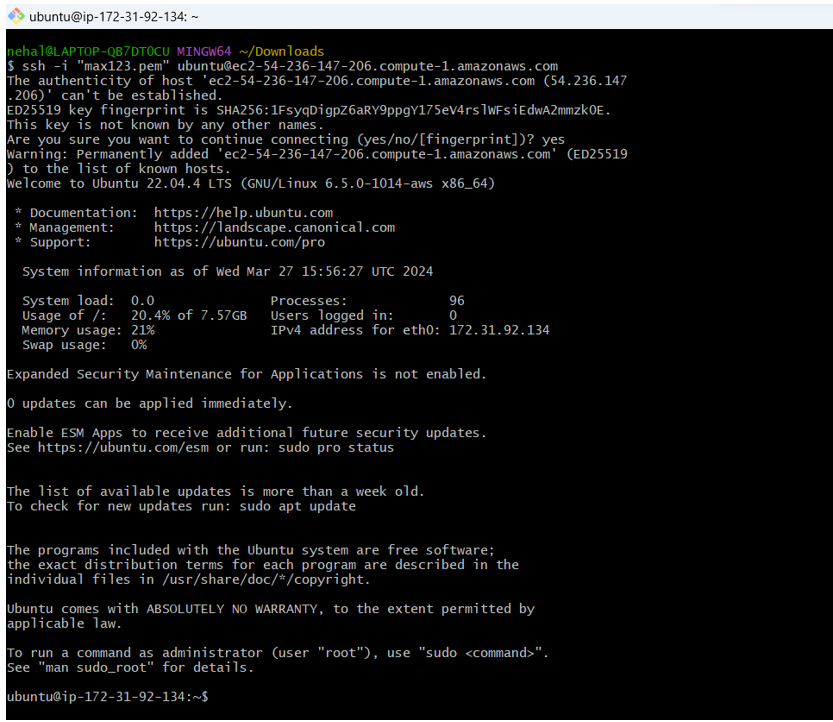 ubuntu@ip-172-31-92-134: ~
nehal@LAPTOP-QB7DTOCU MINGW64 ~/Downloads
$ ssh -i "max123.pem" ubuntu@ec2-54-236-147-206.compute-1.amazonaws.com
The authenticity of host 'ec2-54-236-147-206.compute-1.amazonaws.com (54.236.147
.206)' can't be established.
ED25519 key fingerprint is SHA256:1FsyqDigpZ6aRY9ppgY175eV4rslWFsiEdwA2mmzkOE.
This key is not known by any other names.
Are you sure you want to continue connecting (yes/no/[fingerprint])? yes
Warning: Permanently added 'ec2-54-236-147-206.compute-1.amazonaws.com' (ED25519
) to the list of known hosts.
Welcome to Ubuntu 22.04.4 LTS (GNU/Linux 6.5.0-1014-aws x86_64)
* Documentation:  https://help.ubuntu.com
* Management:     https://landscape.canonical.com
* Support:        https://ubuntu.com/pro
System information as of Wed Mar 27 15:56:27 UTC 2024
System load:  0.0               Processes:             96
Usage of /:   20.4% of 7.57GB   Users logged in:       0
Memory usage: 21%               IPv4 address for eth0: 172.31.92.134
Swap usage:   0%
Expanded Security Maintenance for Applications is not enabled.
0 updates can be applied immediately.
Enable ESM Apps to receive additional future security updates.
See https://ubuntu.com/esm or run: sudo pro status
The list of available updates is more than a week old.
To check for new updates run: sudo apt update
The programs included with the Ubuntu system are free software;
the exact distribution terms for each program are described in the
individual files in /usr/share/doc/*/copyright.
Ubuntu comes with ABSOLUTELY NO WARRANTY, to the extent permitted by
applicable law.
To run a command as administrator (user "root"), use "sudo <command>".
See "man sudo_root" for details.
ubuntu@ip-172-31-92-134:~$